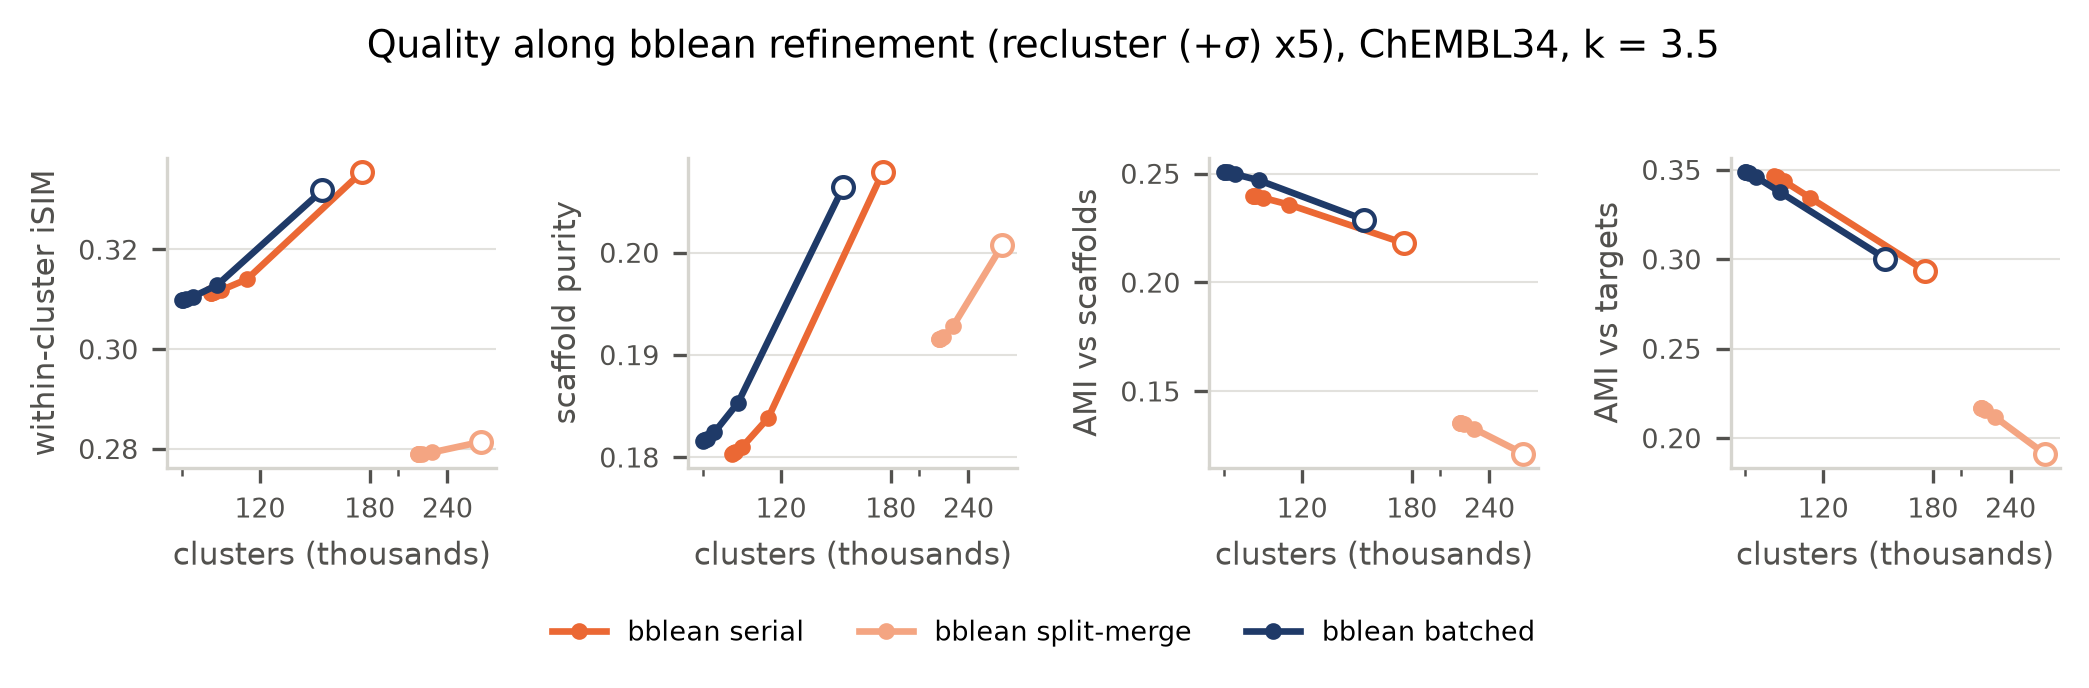 Quality along bblean refinement (recluster (+σ) x5), ChEMBL34, k = 3.5
within-cluster iSIM
0.32
0.30
0.28
120 180 240
clusters (thousands)
scaffold purity
0.20
0.19
0.18
120 180 240
clusters (thousands)
AMI vs scaffolds
0.25
0.20
0.15
120 180 240
clusters (thousands)
AMI vs targets
0.35
0.30
0.25
0.20
120 180 240
clusters (thousands)
bblean serial
bblean split-merge
bblean batched